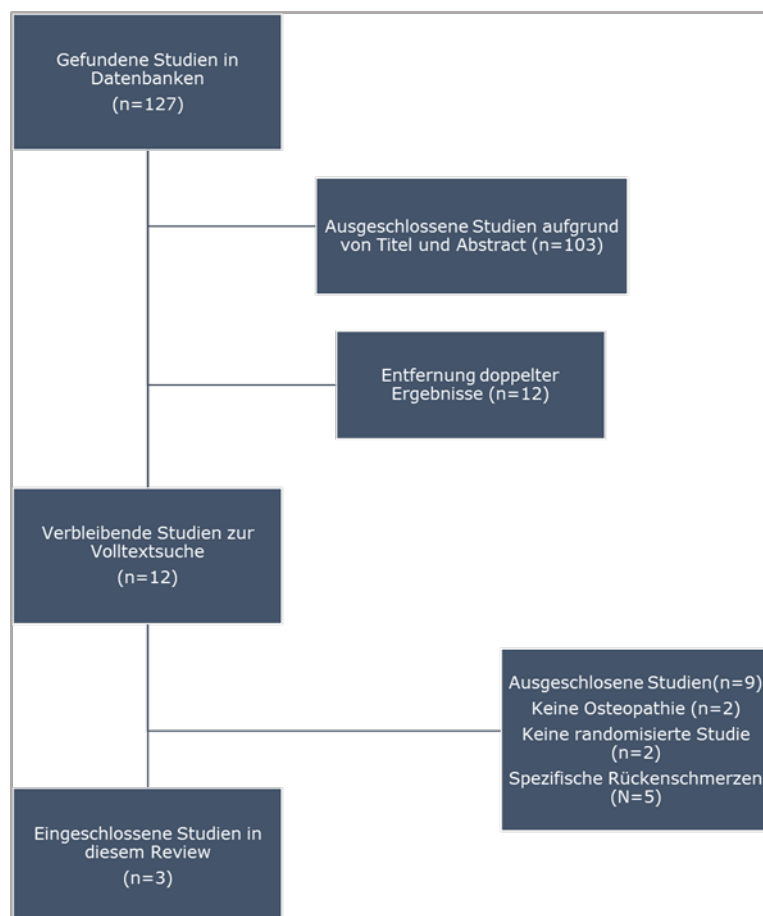 Gefundene Studien in
Datenbanken
(n=127)
Ausgeschlossene Studien aufgrund
von Titel und Abstract (n=103)
Entfernung doppelter
Ergebnisse (n=12)
Verbleibende Studien zur
Volltextsuche
(n=12)
Ausgeschlosene Studien(n=9)
Keine Osteopathie (n=2)
Keine randomisierte Studie
(n=2)
Spezifische Rückenschmerzen
(N=5)
Eingeschlossene Studien in
diesem Review
(n=3)